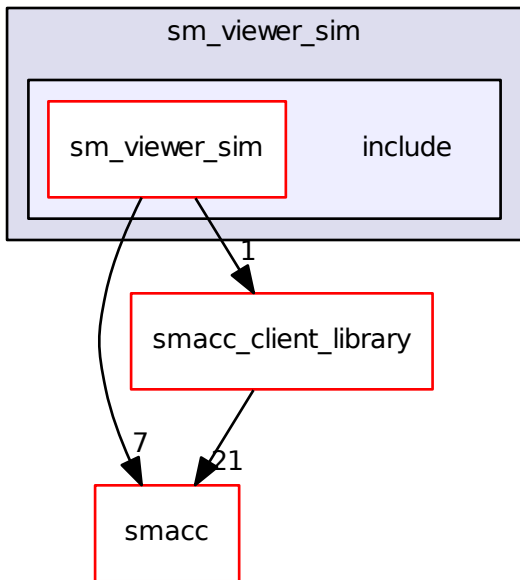 sm_viewer_sim
sm_viewer_sim
include
1
smacc_client_library
7
21
smacc